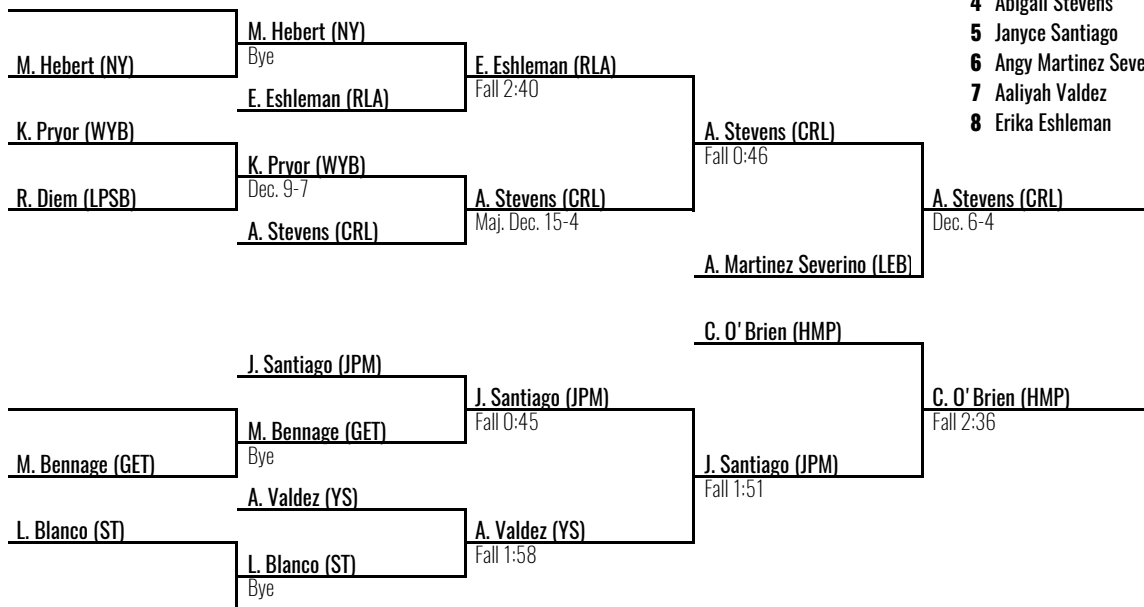 4 Abigail Stevens
M. Hebert (NY)
Bye
5 Janyce Santiago
M. Hebert (NY)
E. Eshleman (RLA)
6 Angy Martinez Seve
Fall 2:40
E. Eshleman (RLA)
7 Aaliyah Valdez
K. Pryor (WYB)
A. Stevens (CRL)
8 Erika Eshleman
Fall 0:46
K. Pryor (WYB)
Dec. 9-7
R. Diem (LPSB)
A. Stevens (CRL)
A. Stevens (CRL)
Maj. Dec. 15-4
Dec. 6-4
A. Stevens (CRL)
A. Martinez Severino (LEB)
C. O'Brien (HMP)
J. Santiago (JPM)
J. Santiago (JPM)
C. O'Brien (HMP)
Fall 0:45
Fall 2:36
M. Bennage (GET)
Bye
M. Bennage (GET)
J. Santiago (JPM)
Fall 1:51
A. Valdez (YS)
L. Blanco (ST)
A. Valdez (YS)
Fall 1:58
L. Blanco (ST)
Bye